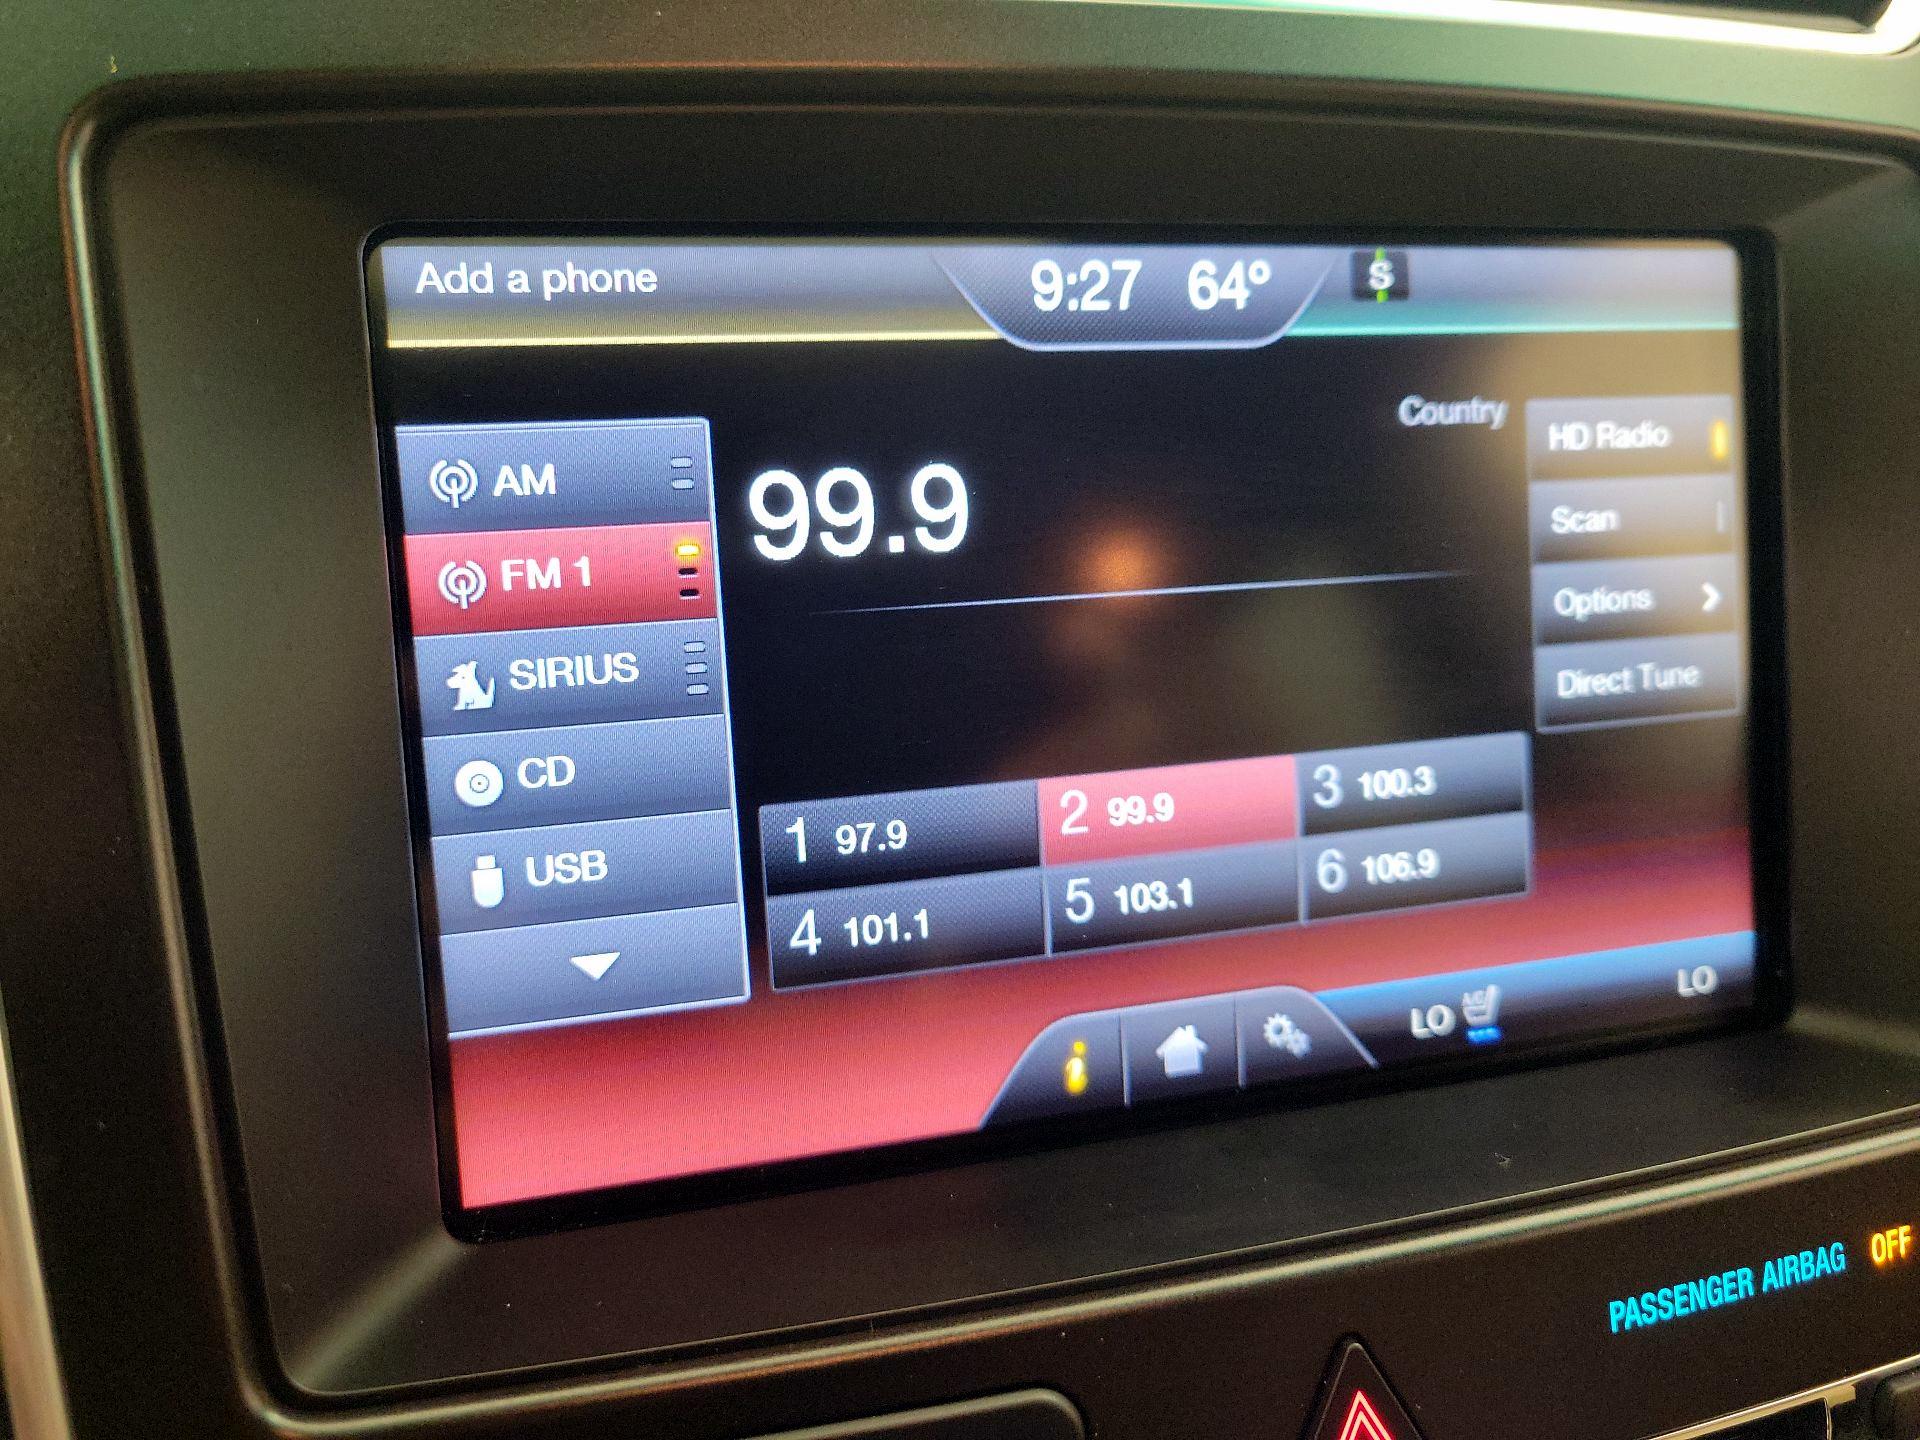 Add a phone
9:27 64° S
Country
AM
FM 1
SIRIUS
CD
USB
99.9
HD Radio
Scan
Options
Direct Tune
1 97.9
2 99.9
3 100.3
4 101.1
5 103.1
6 106.9
i
LO A/C LO
PASSENGER AIRBAG OFF